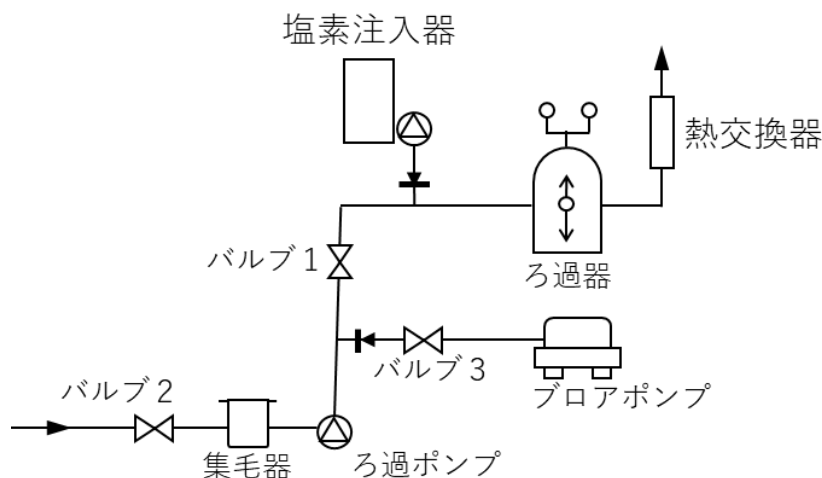 塩素注入器
熱交換器
バルブ1
ろ過器
バルブ3
ブロアポンプ
バルブ2
集毛器
ろ過ポンプ